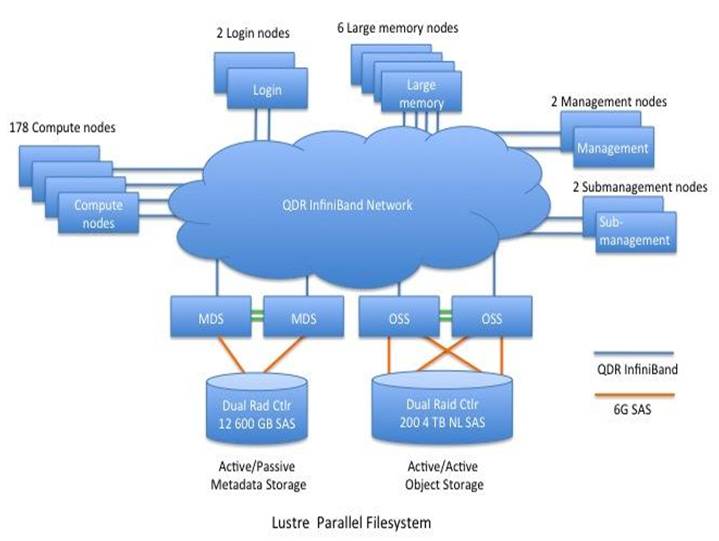 2 Login nodes
6 Large memory nodes
Login
Large
memory
2 Management nodes
178 Compute nodes
Management
2 Submanagement nodes
Compute
nodes
QDR InfiniBand Network
Sub-
management
MDS
MDS
OSS
OSS
QDR InfiniBand
Dual Rad Ctlr
12 600 GB SAS
Dual Raid Ctlr
200 4 TB NL SAS
6G SAS
Active/Passive
Metadata Storage
Active/Active
Object Storage
Lustre Parallel Filesystem